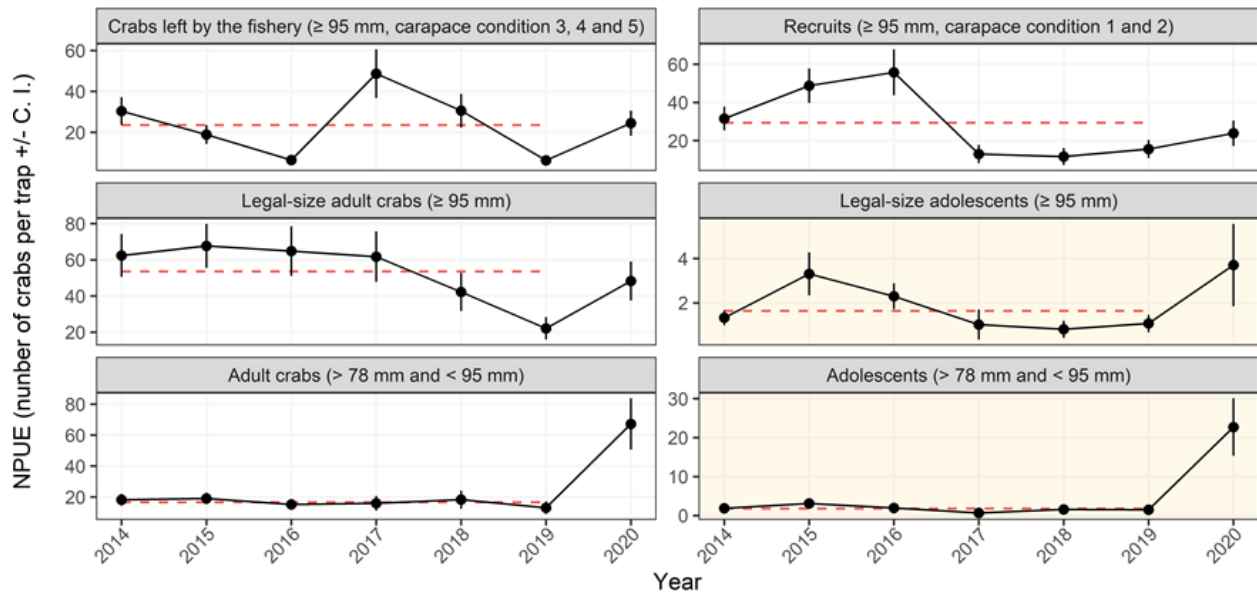 Crabs left by the fishery (≥ 95 mm, carapace condition 3, 4 and 5)
Recruits (≥ 95 mm, carapace condition 1 and 2)
60
40
20
60
40
20
Legal-size adult crabs (≥ 95 mm)
Legal-size adolescents (≥ 95 mm)
80
60
40
20
4
2
Adult crabs (> 78 mm and < 95 mm)
Adolescents (> 78 mm and < 95 mm)
80
60
40
20
30
20
10
0
NPUE (nunber of crabs per trap +/- C. I.)
2014 2015 2016 2017 2018 2019 2020
2014 2015 2016 2017 2018 2019 2020
Year